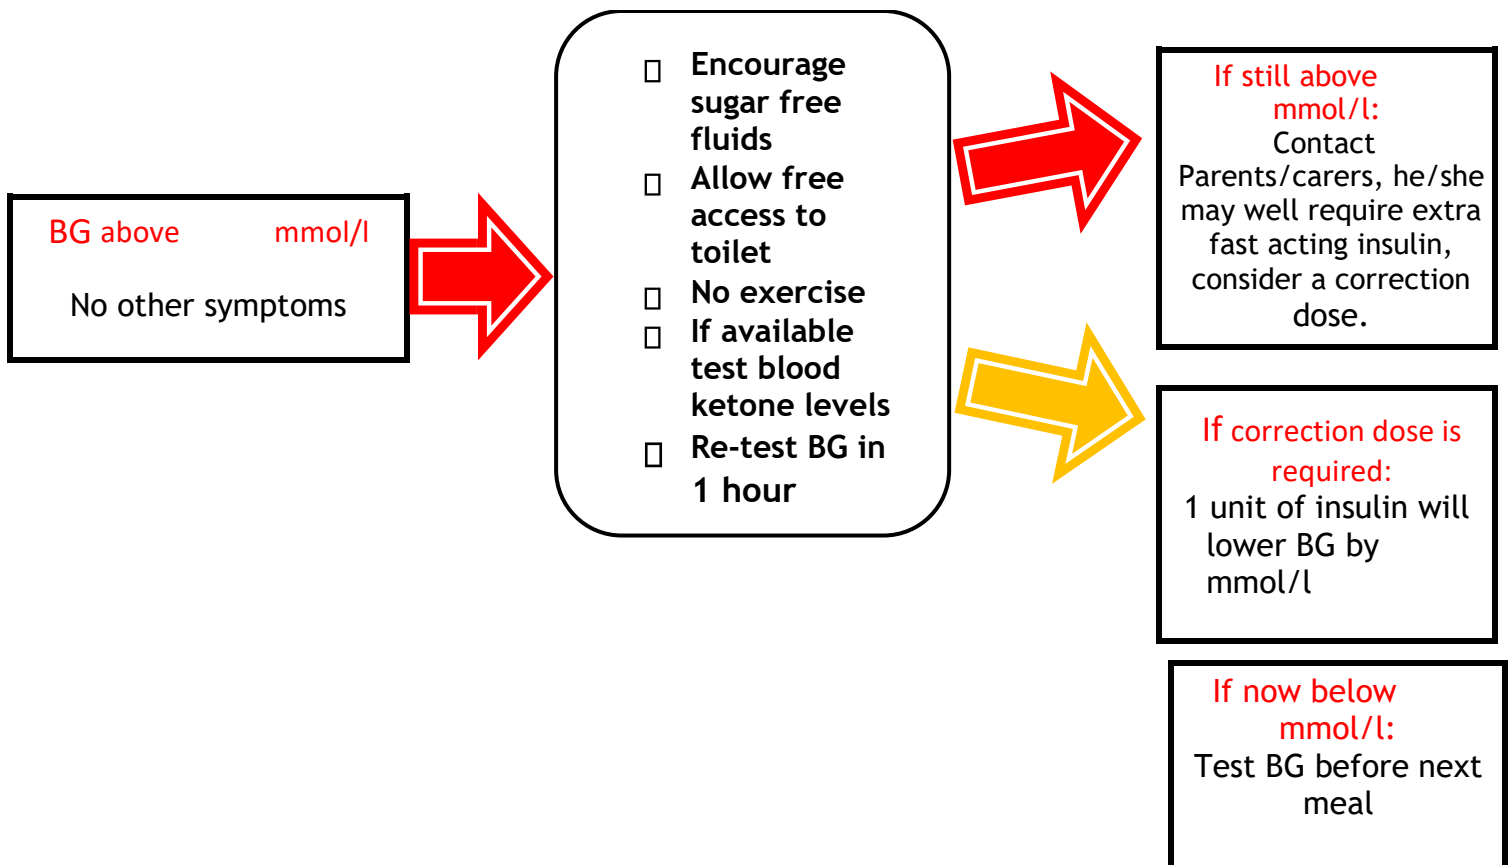 BG above mmol/l
No other symptoms
Encourage
sugar free
fluids
Allow free
access to
toilet
No exercise
If available
test blood
ketone levels
Re-test BG in
1 hour
If still above
mmol/l:
Contact
Parents/carers, he/she
may well require extra
fast acting insulin,
consider a correction
dose.
If correction dose is
required:
1 unit of insulin will
lower BG by
mmol/l
If now below
mmol/l:
Test BG before next
meal